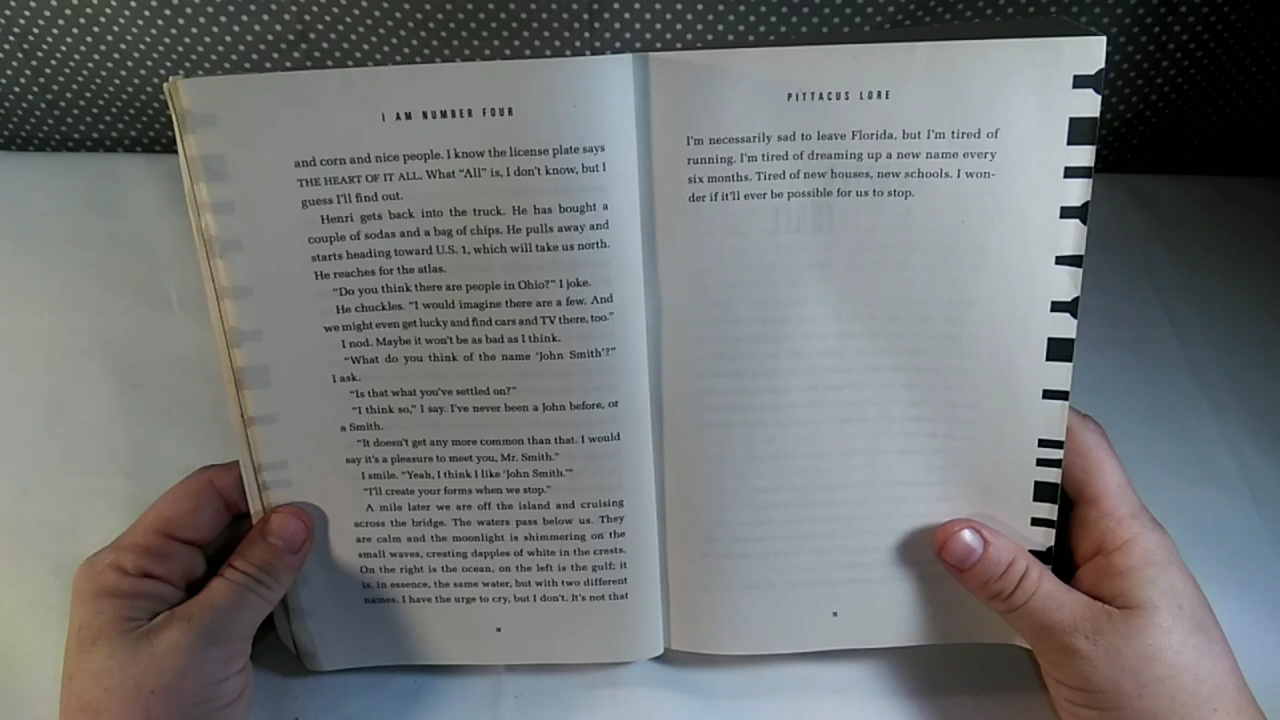 I AM NUMBER FOUR
and corn and nice people. I know the license plate says
THE HEART OF IT ALL. What “All” is, I don't know, but I
guess I'll find out.
Henri gets back into the truck. He has bought a
couple of sodas and a bag of chips. He pulls away and
starts heading toward U.S. 1, which will take us north.
He reaches for the atlas.
“Do you think there are people in Ohio?” I joke.
He chuckles. “I would imagine there are a few. And
we might even get lucky and find cars and TV there, too.”
I nod. Maybe it won't be as bad as I think.
“What do you think of the name ‘John Smith’?”
I ask.
“Is that what you've settled on?”
“I think so,” I say. I've never been a John before, or
a Smith.
“It doesn't get any more common than that. I would
say it's a pleasure to meet you, Mr. Smith.”
I smile. “Yeah, I think I like ‘John Smith.’”
“I'll create your forms when we stop.”
A mile later we are off the island and cruising
across the bridge. The waters pass below us. They
are calm and the moonlight is shimmering on the
small waves, creating dapples of white in the crests.
On the right is the ocean, on the left is the gulf; it
is, in essence, the same water, but with two different
names. I have the urge to cry, but I don't. It's not that
PITTACUS LORE
I'm necessarily sad to leave Florida, but I'm tired of
running. I'm tired of dreaming up a new name every
six months. Tired of new houses, new schools. I won-
der if it'll ever be possible for us to stop.